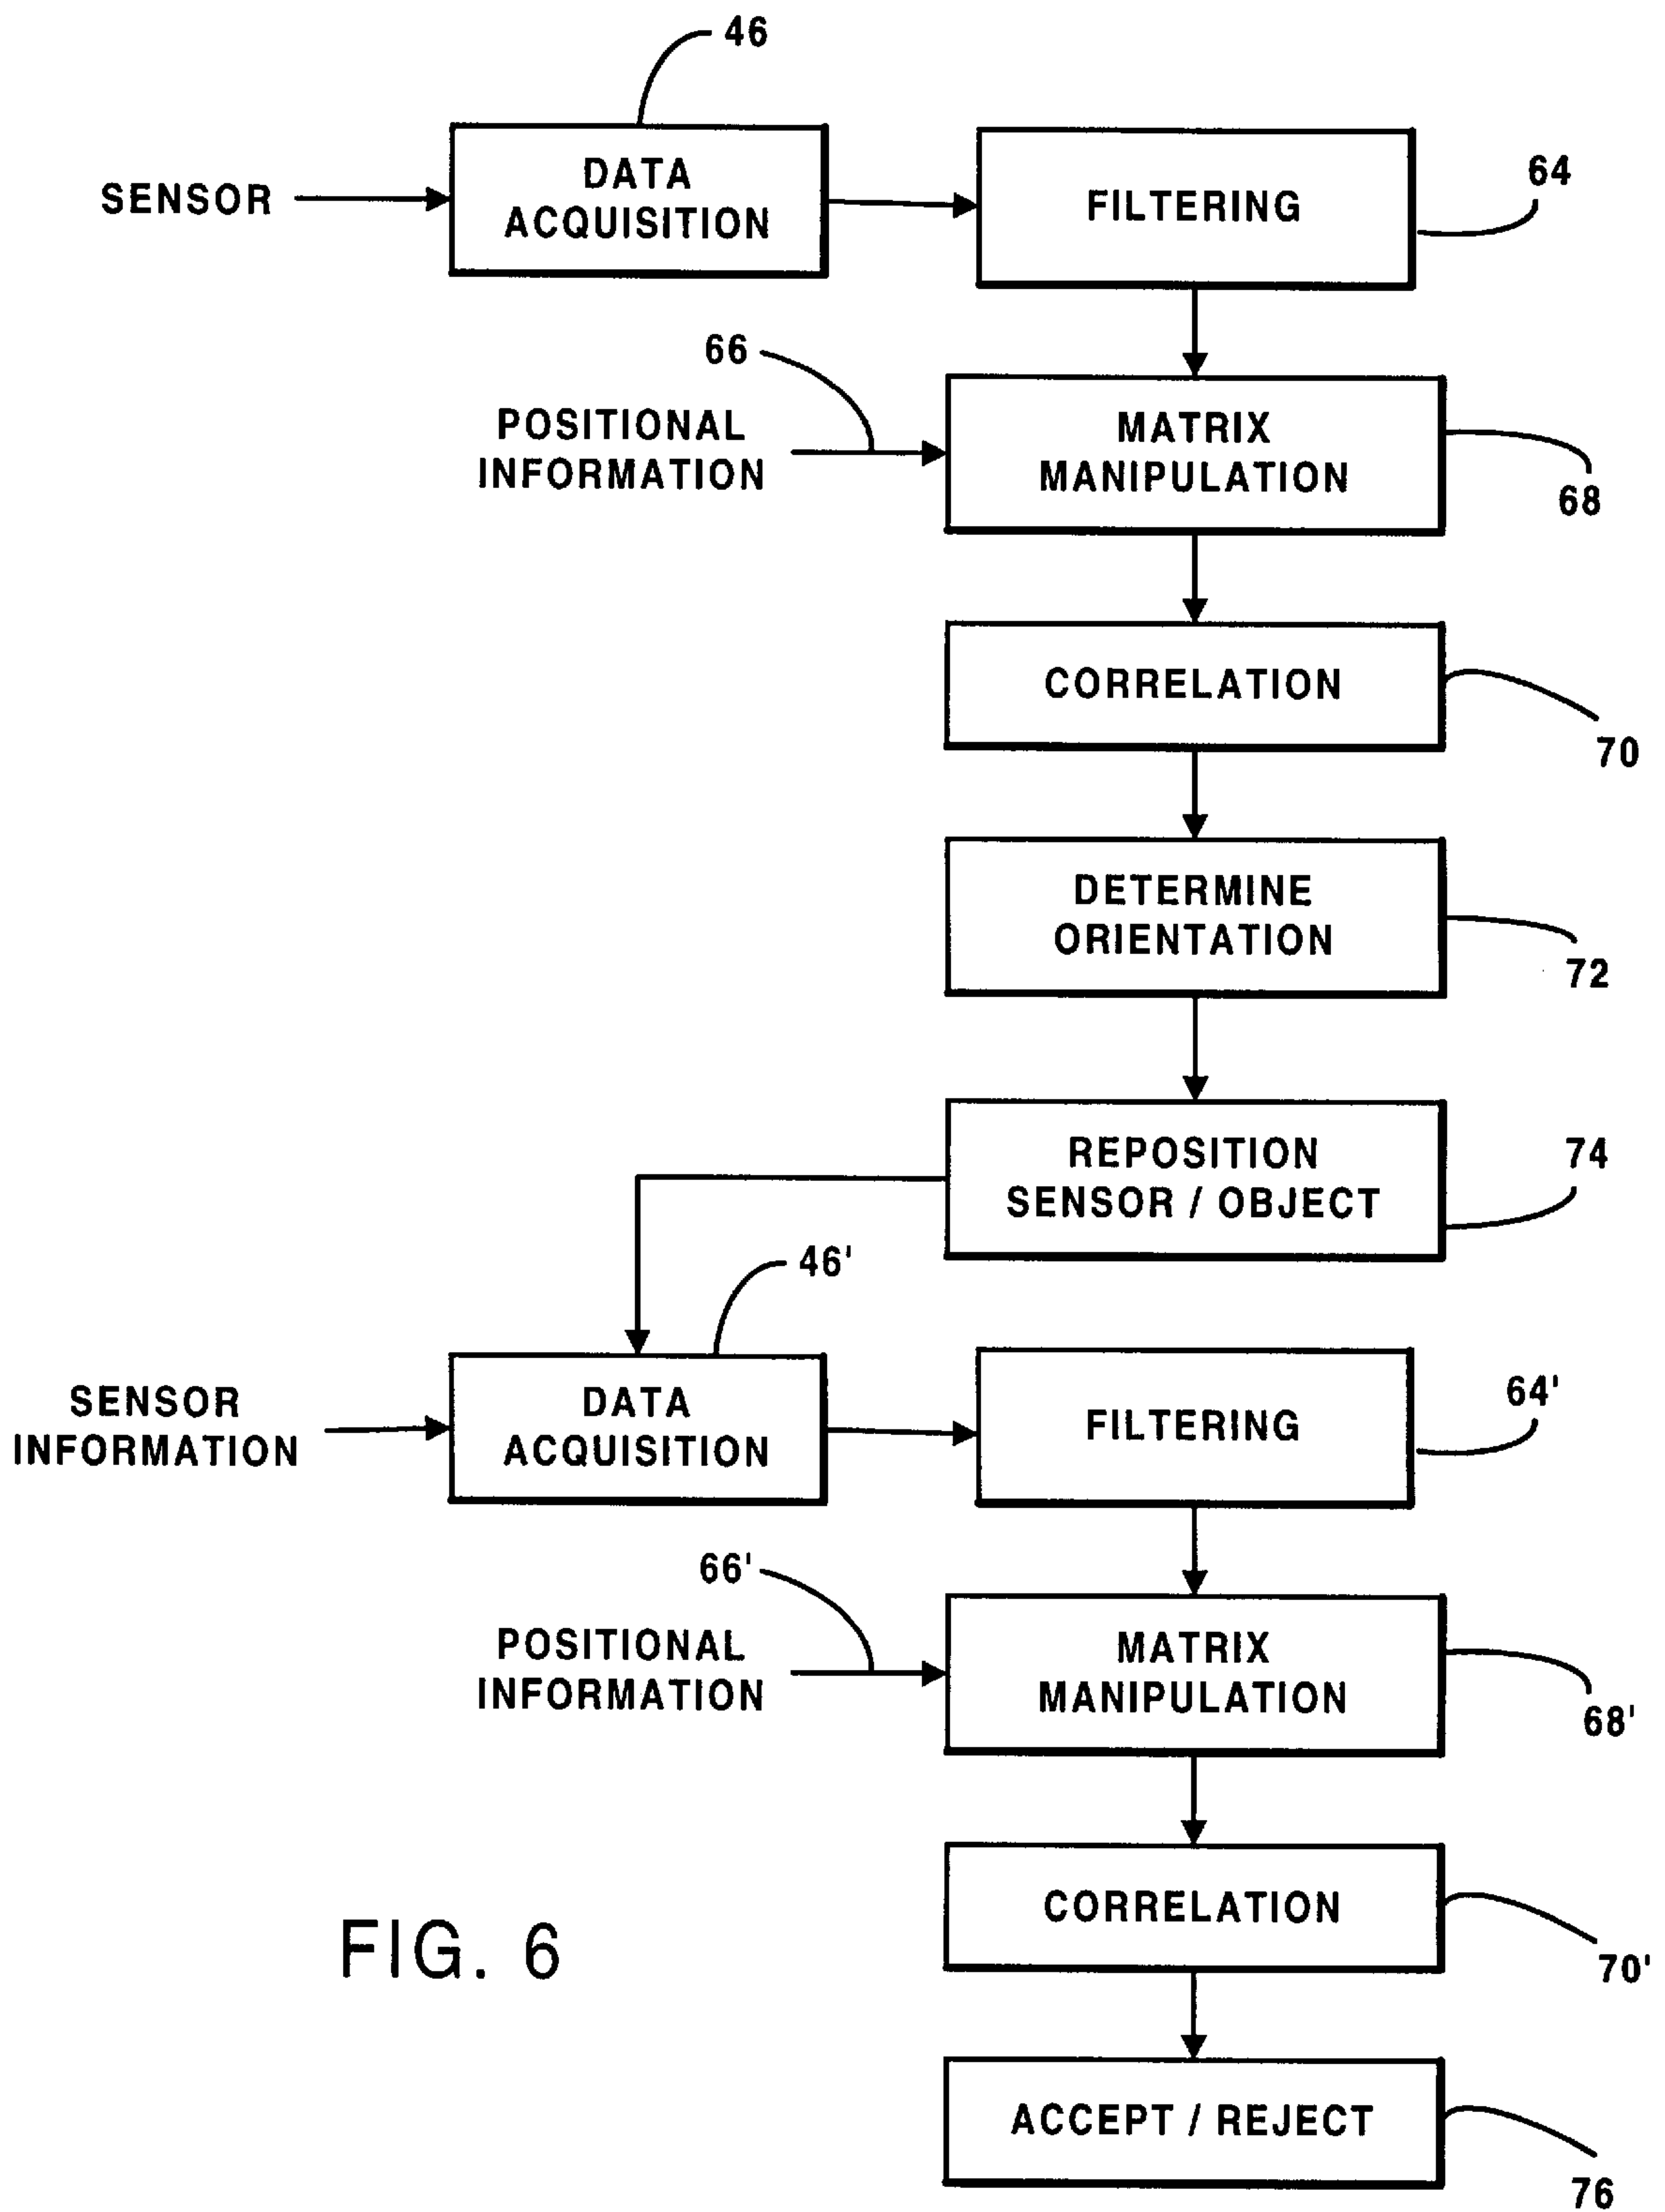 46
DATA
ACQUISITION
SENSOR
FILTERING
64
66
POSITIONAL
INFORMATION
MATRIX
MANIPULATION
68
CORRELATION
70
DETERMINE
ORIENTATION
72
REPOSITION
SENSOR / OBJECT
74
46'
SENSOR
INFORMATION
DATA
ACQUISITION
FILTERING
64'
66'
POSITIONAL
INFORMATION
MATRIX
MANIPULATION
68'
CORRELATION
70'
FIG. 6
ACCEPT / REJECT
76